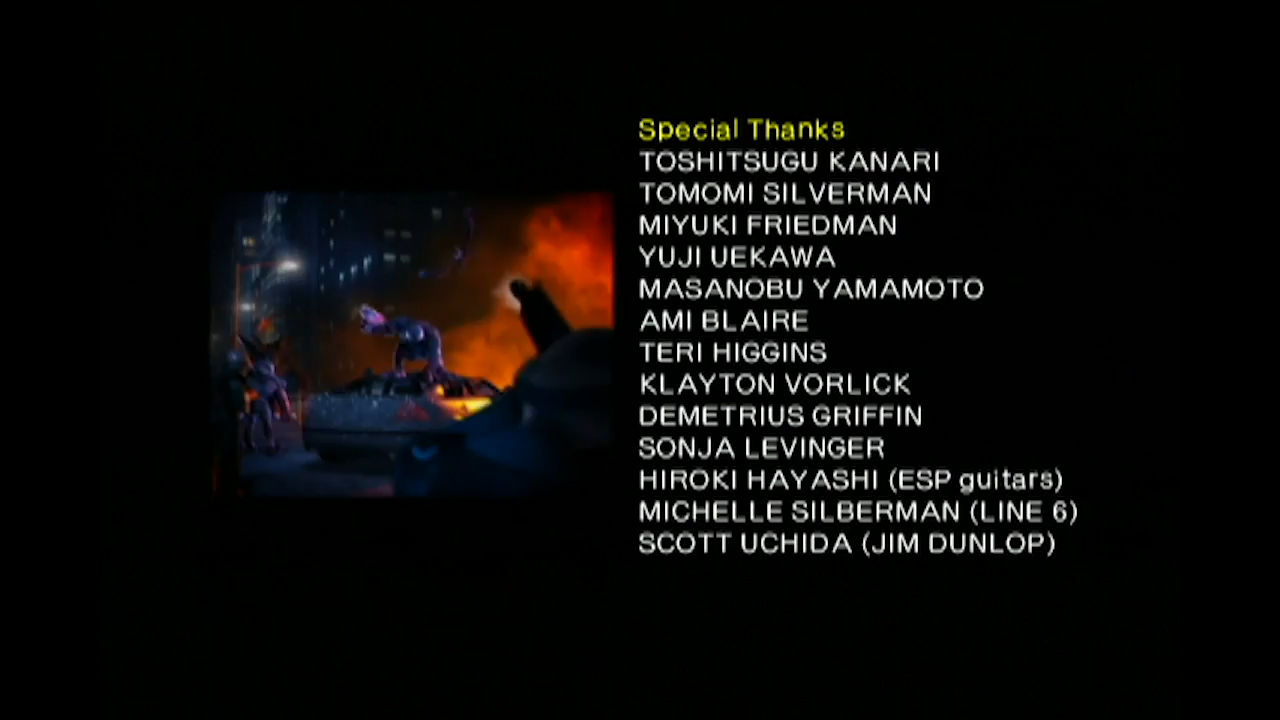 Special Thanks
TOSHITSUGU KANARI
TOMOMI SILVERMAN
MIYUKI FRIEDMAN
YUJI UEKAWA
MASANOBU YAMAMOTO
AMI BLAIRE
TERI HIGGINS
KLAYTON VORLICK
DEMETRIUS GRIFFIN
SONJA LEVINGER
HIROKI HAYASHI (ESP guitars)
MICHELLE SILBERMAN (LINE 6)
SCOTT UCHIDA (JIM DUNLOP)